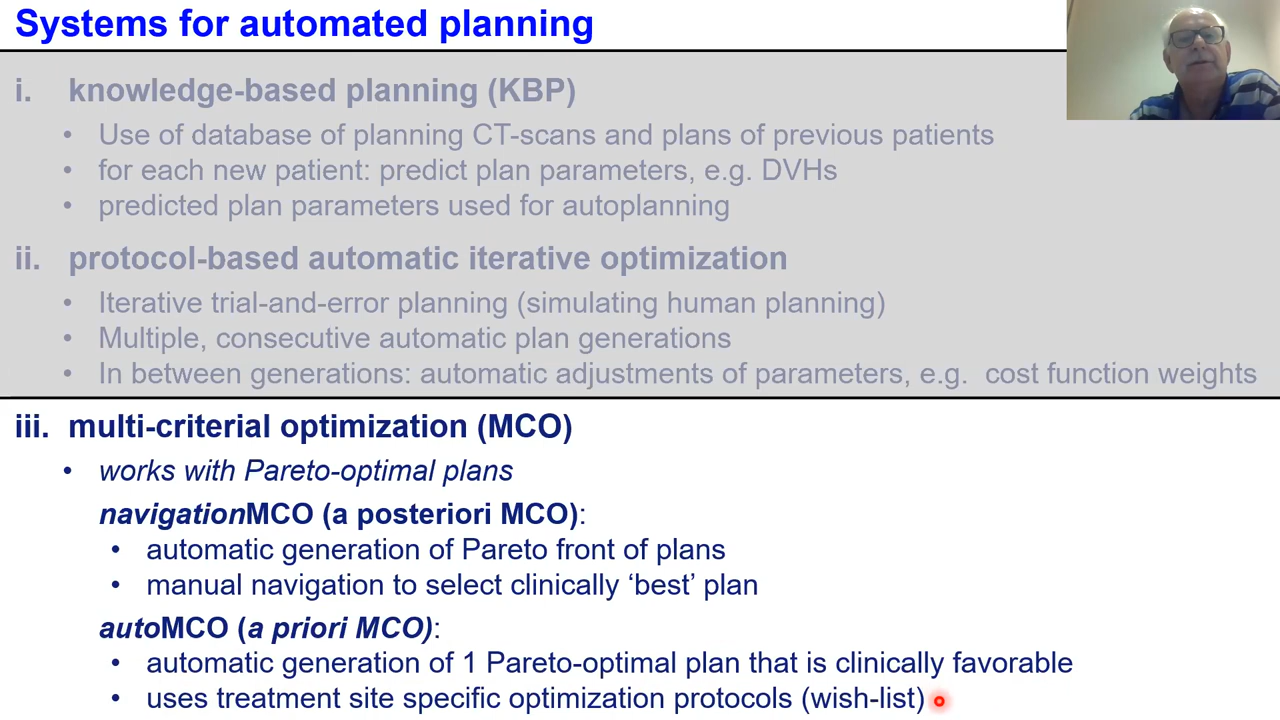 Systems for automated planning
i. knowledge-based planning (KBP)
• Use of database of planning CT-scans and plans of previous patients
• for each new patient: predict plan parameters, e.g. DVHs
• predicted plan parameters used for autoplanning
ii. protocol-based automatic iterative optimization
• Iterative trial-and-error planning (simulating human planning)
• Multiple, consecutive automatic plan generations
• In between generations: automatic adjustments of parameters, e.g. cost function weights
iii. multi-criterial optimization (MCO)
• works with Pareto-optimal plans
navigationMCO (a posteriori MCO):
• automatic generation of Pareto front of plans
• manual navigation to select clinically ‘best’ plan
autoMCO (a priori MCO):
• automatic generation of 1 Pareto-optimal plan that is clinically favorable
• uses treatment site specific optimization protocols (wish-list)